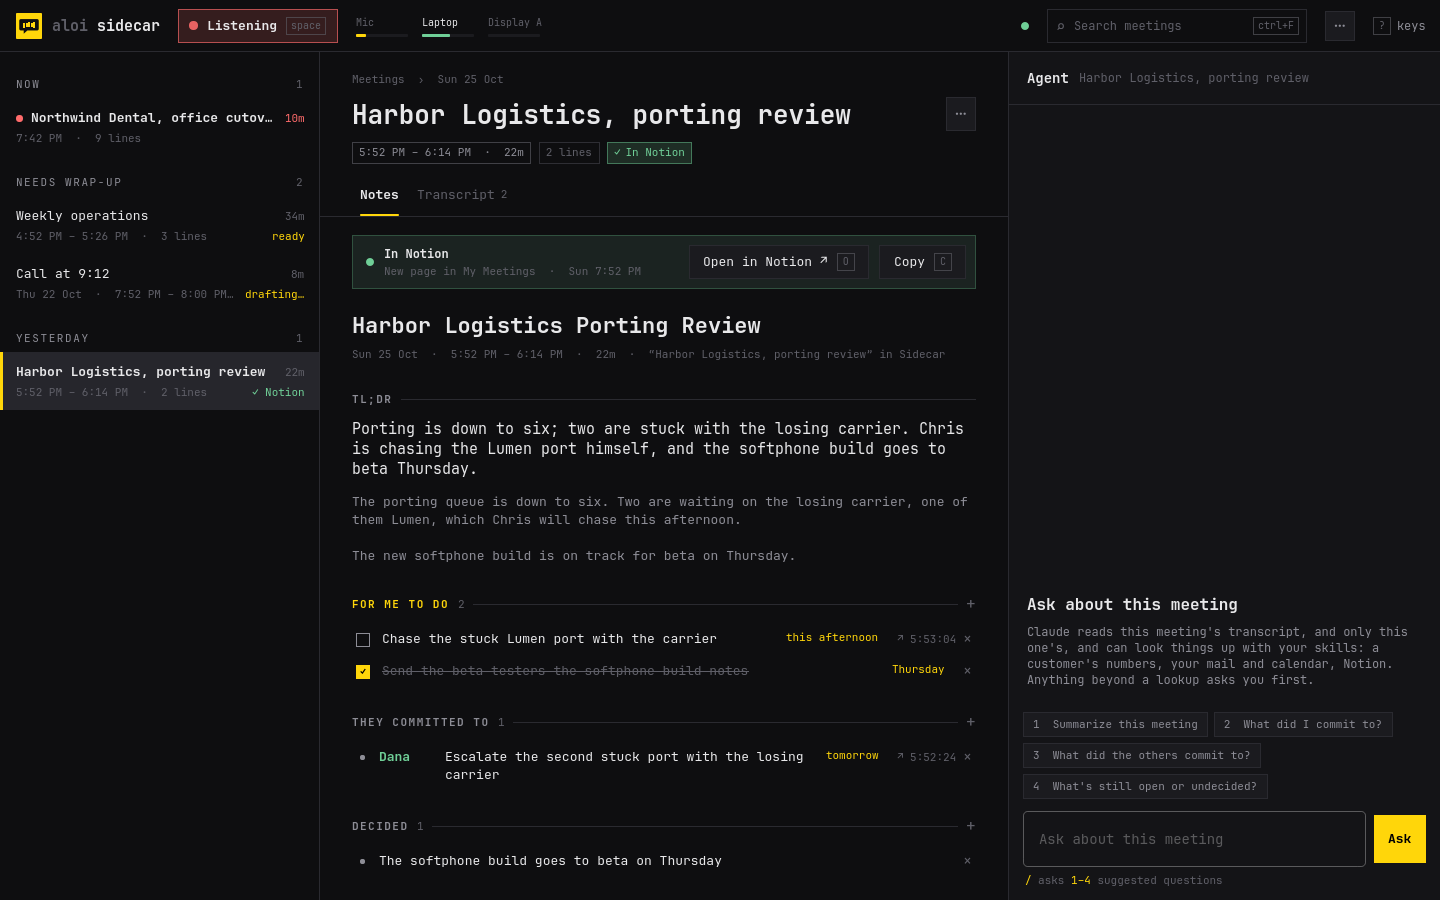 aloi sidecar
Listening space
Mic
Laptop
Display A
Search meetings ctrl+F
? keys
NOW 1
Northwind Dental, office cutov… 10m
7:42 PM · 9 lines
NEEDS WRAP-UP 2
Weekly operations 34m
4:52 PM – 5:26 PM · 3 lines ready
Call at 9:12 8m
Thu 22 Oct · 7:52 PM – 8:00 PM… drafting…
YESTERDAY 1
Harbor Logistics, porting review 22m
5:52 PM – 6:14 PM · 2 lines ✓ Notion
Meetings › Sun 25 Oct
Harbor Logistics, porting review
5:52 PM – 6:14 PM · 22m 2 lines ✓ In Notion
Notes Transcript 2
In Notion
New page in My Meetings · Sun 7:52 PM
Open in Notion ↗ O
Copy C
Harbor Logistics Porting Review
Sun 25 Oct · 5:52 PM – 6:14 PM · 22m · "Harbor Logistics, porting review" in Sidecar
TL;DR
Porting is down to six; two are stuck with the losing carrier. Chris
is chasing the Lumen port himself, and the softphone build goes to
beta Thursday.
The porting queue is down to six. Two are waiting on the losing carrier, one of
them Lumen, which Chris will chase this afternoon.
The new softphone build is on track for beta on Thursday.
FOR ME TO DO 2 +
Chase the stuck Lumen port with the carrier this afternoon ↗ 5:53:04 ×
Send the beta testers the softphone build notes Thursday ×
THEY COMMITTED TO 1 +
Dana Escalate the second stuck port with the losing tomorrow ↗ 5:52:24 ×
carrier
DECIDED 1 +
The softphone build goes to beta on Thursday ×
Agent Harbor Logistics, porting review
Ask about this meeting
Claude reads this meeting's transcript, and only this
one's, and can look things up with your skills: a
customer's numbers, your mail and calendar, Notion.
Anything beyond a lookup asks you first.
1 Summarize this meeting
2 What did I commit to?
3 What did the others commit to?
4 What's still open or undecided?
Ask about this meeting
Ask
/ asks 1–4 suggested questions